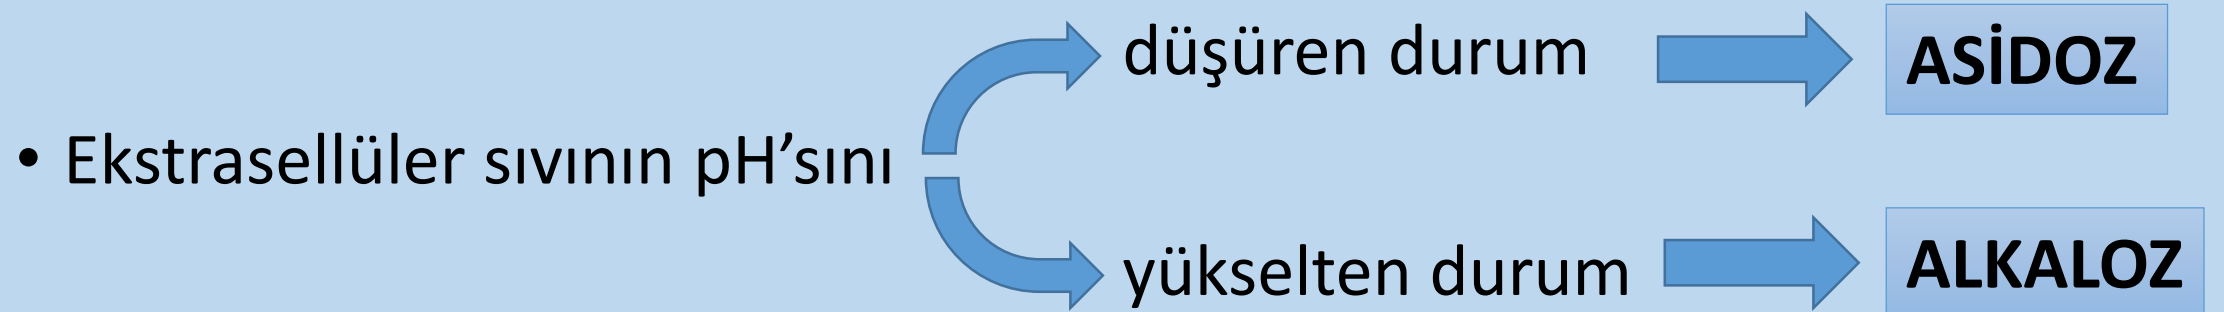 düşüren durum ASİDOZ
• Ekstrasellüler sıvının pH’sını
yükselten durum ALKALOZ